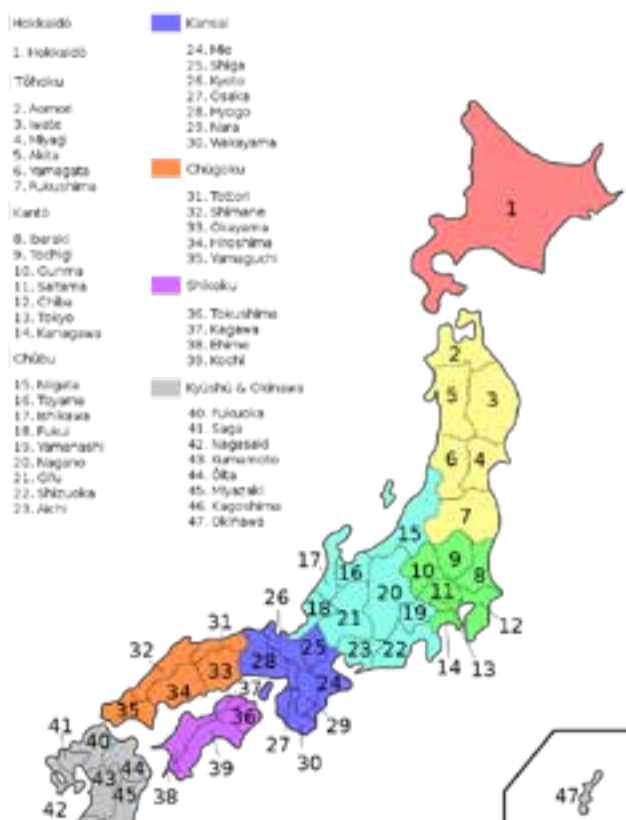 Hokkaidō
1. Hokkaidō
Tōhoku
2. Aomori
3. Iwate
4. Miyagi
5. Akita
6. Yamagata
7. Fukushima
Kantō
8. Ibaraki
9. Tochigi
10. Gunma
11. Saitama
12. Chiba
13. Tokyo
14. Kanagawa
Chūbu
15. Niigata
16. Toyama
17. Ishikawa
18. Fukui
19. Yamanashi
20. Nagano
21. Gifu
22. Shizuoka
23. Aichi
Kansai
24. Mie
25. Shiga
26. Kyoto
27. Osaka
28. Hyogo
29. Nara
30. Wakayama
Chūgoku
31. Tottori
32. Shimane
33. Okayama
34. Hiroshima
35. Yamaguchi
Shikoku
36. Tokushima
37. Kagawa
38. Ehime
39. Kochi
Kyūshū & Okinawa
40. Fukuoka
41. Saga
42. Nagasaki
43. Kumamoto
44. Ōita
45. Miyazaki
46. Kagoshima
47. Okinawa
1
2
5
3
6
4
7
15
17
16
10
9
8
11
20
18
21
19
12
26
31
25
23
22
14
13
32
28
33
24
37
34
36
29
35
27
30
41
40
39
43
44
45
38
42
47